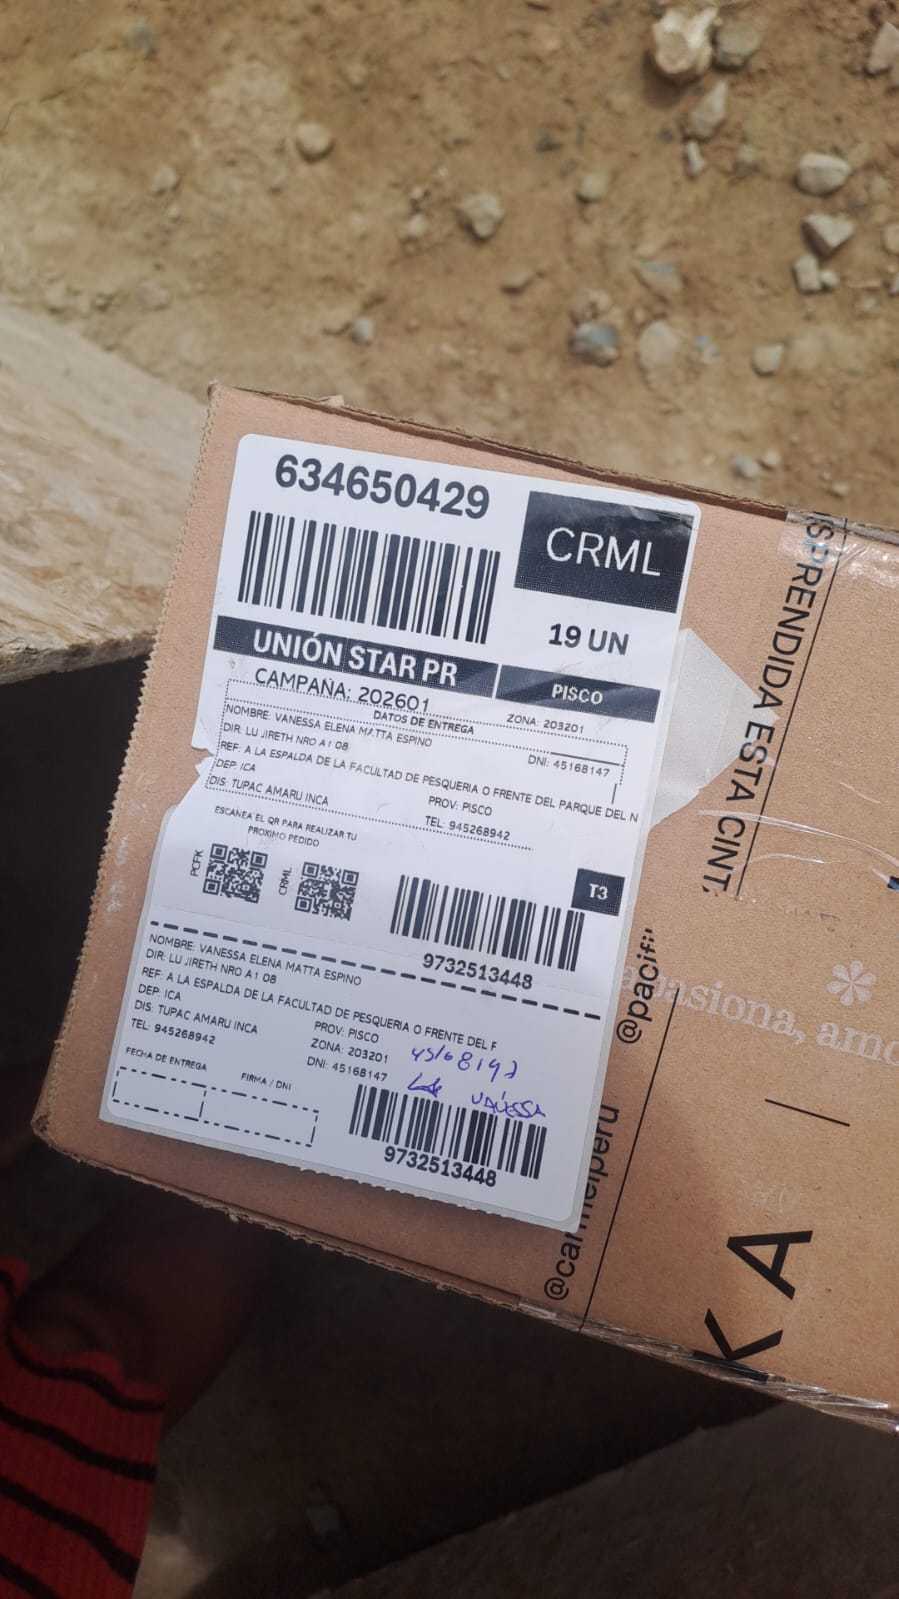 634650429
CRML
19 UN
UNIÓN STAR PR
PISCO
CAMPAÑA: 202601
DATOS DE ENTREGA
ZONA: 203201
NOMBRE: VANESSA ELENA MATTA ESPINO
DNI: 45168147
DIR: LU JIRETH NRO A1 08
REF: A LA ESPALDA DE LA FACULTAD DE PESQUERIA O FRENTE DEL PARQUE DEL N
DEP: ICA
PROV: PISCO
DIS: TUPAC AMARU INCA
TEL: 945268942
ESCANEA EL QR PARA REALIZAR TU
PROXIMO PEDIDO
PCFK
CRML
T3
9732513448
NOMBRE: VANESSA ELENA MATTA ESPINO
DIR: LU JIRETH NRO A1 08
REF: A LA ESPALDA DE LA FACULTAD DE PESQUERIA O FRENTE DEL P
DEP: ICA
PROV: PISCO
DIS: TUPAC AMARU INCA
ZONA: 203201
TEL: 945268942
DNI: 45168147
45168147
VANESSA
FECHA DE ENTREGA
FIRMA / DNI
9732513448
SPRENDIDA ESTA CINT
@pacifi
apasiona, amo
@carmelperu
KA